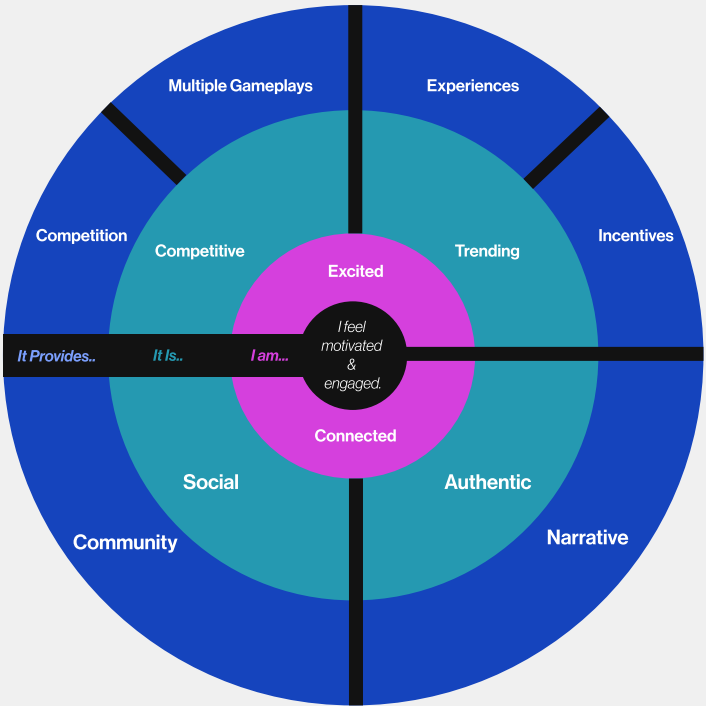 Multiple Gameplays
Experiences
Competition
Competitive
Trending
Incentives
Excited
It Provides..
It Is..
I am...
I feel
motivated
&
engaged.
Connected
Social
Authentic
Community
Narrative